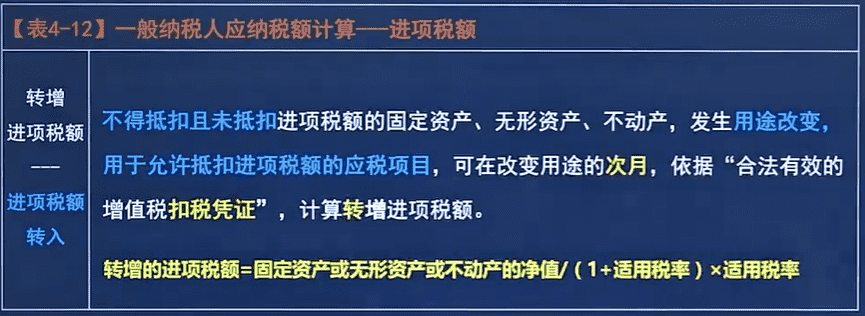 【表4-12】一般纳税人应纳税额计算---进项税额
转增
进项税额
---
进项税额
转入
不得抵扣且未抵扣进项税额的固定资产、无形资产、不动产，发生用途改变，
用于允许抵扣进项税额的应税项目，可在改变用途的次月，依据“合法有效的
增值税扣税凭证”，计算转增进项税额。
转增的进项税额=固定资产或无形资产或不动产的净值/（1+适用税率）×适用税率